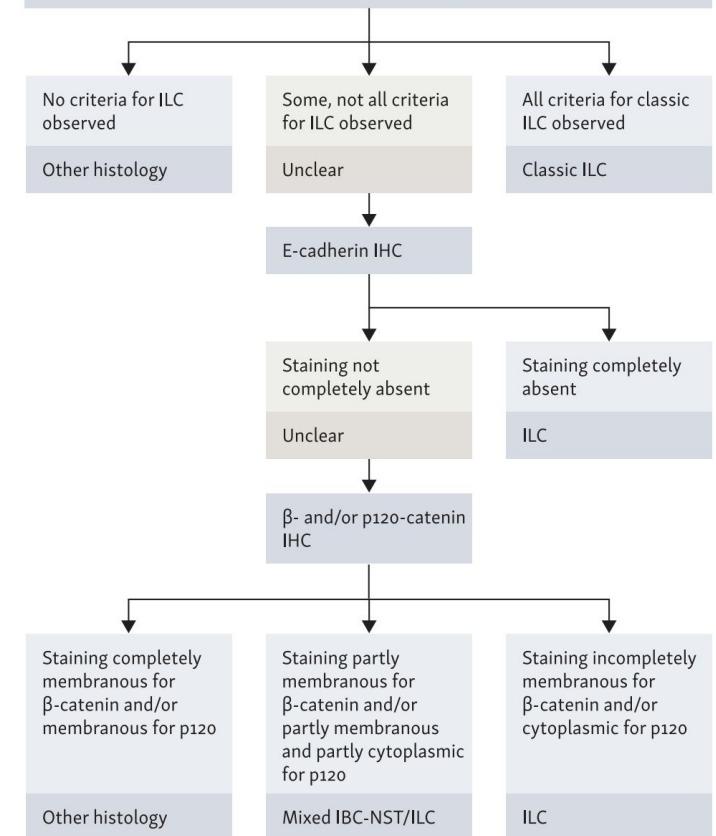 No criteria for ILC
observed
Other histology
Some, not all criteria
for ILC observed
Unclear
All criteria for classic
ILC observed
Classic ILC
E-cadherin IHC
Staining not
completely absent
Unclear
Staining completely
absent
ILC
β- and/or p120-catenin
IHC
Staining completely
membranous for
β-catenin and/or
membranous for p120
Other histology
Staining partly
membranous for
β-catenin and/or
partly membranous
and partly cytoplasmic
for p120
Mixed IBC-NST/ILC
Staining incompletely
membranous for
β-catenin and/or
cytoplasmic for p120
ILC